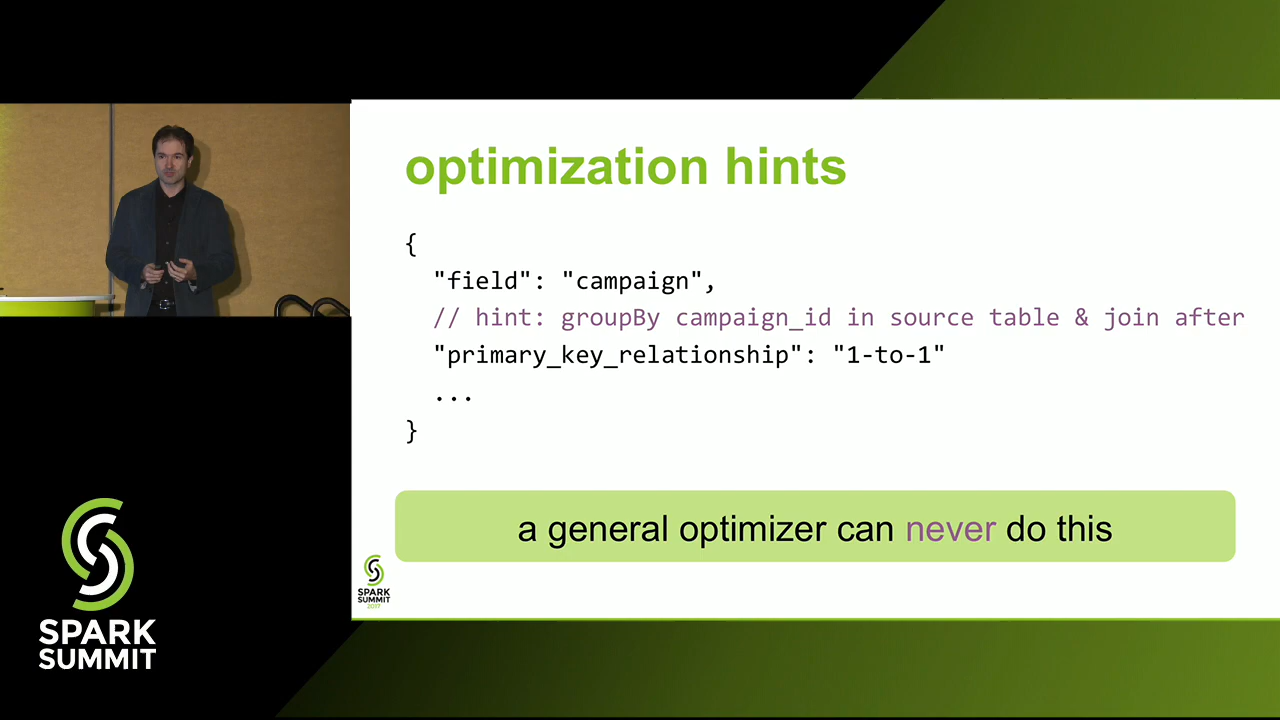 optimization hints
{
"field": "campaign",
// hint: groupBy campaign_id in source table & join after
"primary_key_relationship": "1-to-1"
...
}
a general optimizer can never do this
SPARK
SUMMIT
2017
SPARK
SUMMIT